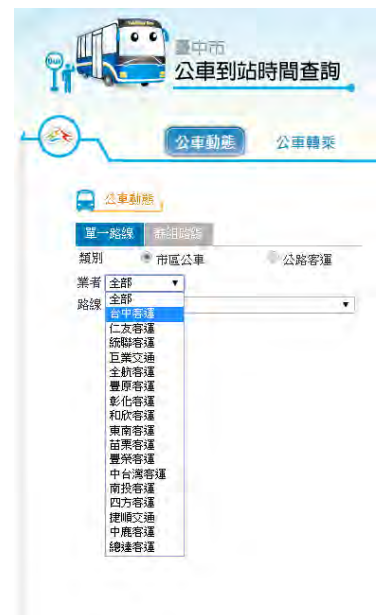 臺中市
公車到站時間查詢
公車動態
公車轉乘
公車動態
單一路線
群組路線
類別
市區公車
公路客運
業者
全部
路線
全部
台中客運
仁友客運
統聯客運
巨業交通
全航客運
豐原客運
彰化客運
和欣客運
東南客運
苗栗客運
豐榮客運
中台灣客運
南投客運
四方客運
捷順交通
中鹿客運
總達客運